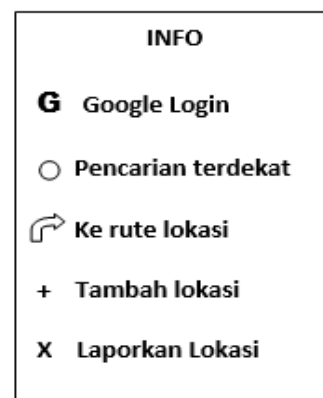 INFO
G Google Login
Pencarian terdekat
Ke rute lokasi
+ Tambah lokasi
X Laporkan Lokasi